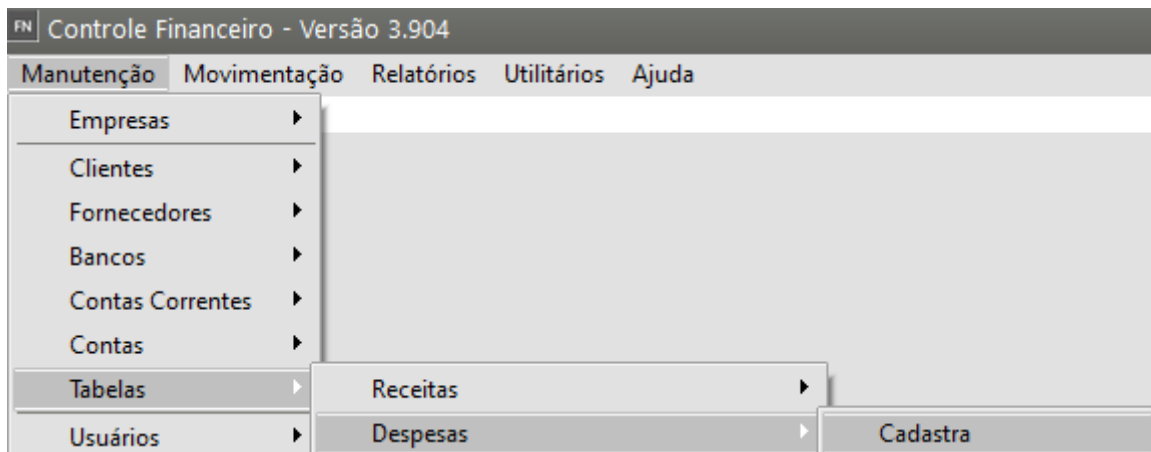 FN Controle Financeiro - Versão 3.904
Manutenção Movimentação Relatórios Utilitários Ajuda
Empresas
Clientes
Fornecedores
Bancos
Contas Correntes
Contas
Tabelas Receitas
Usuários Despesas Cadastra